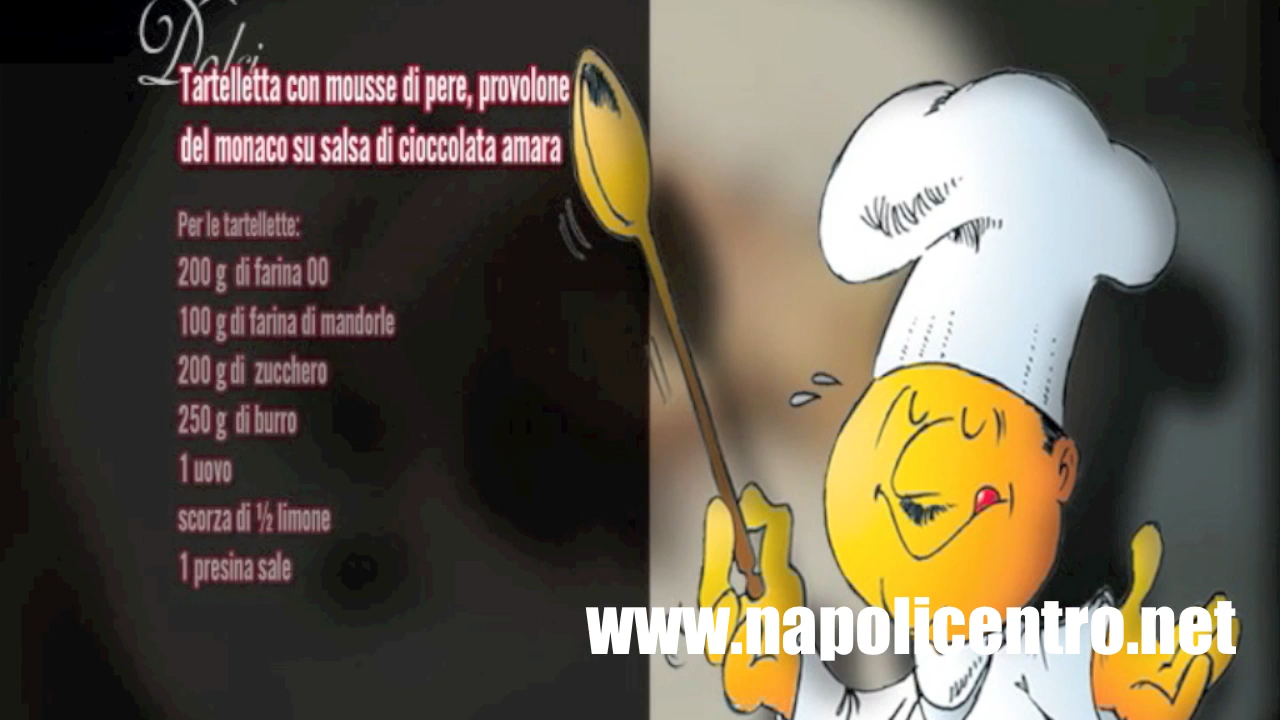 Dolci
Tartelletta con mousse di pere, provolone
del monaco su salsa di cioccolata amara
Per le tartellette:
200 g di farina 00
100 g di farina di mandorle
200 g di zucchero
250 g di burro
1 uovo
scorza di ½ limone
1 presina sale
www.napolicentro.net